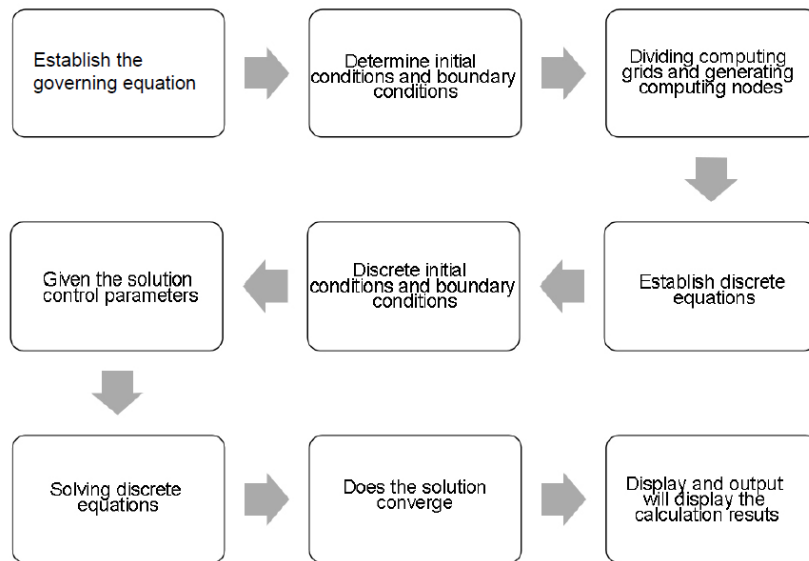 Establish the
governing equation
Determine initial
conditions and boundary
conditions
Dividing computing
grids and generating
computing nodes
Establish discrete
equations
Discrete initial
conditions and boundary
conditions
Given the solution
control parameters
Solving discrete
equations
Does the solution
converge
Display and output
will display the
calculation resuts